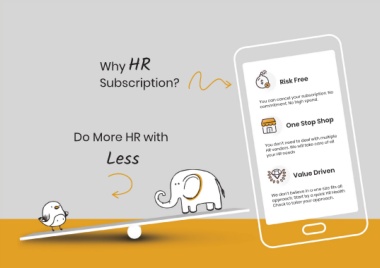 Why HR
Subscription?
Do More HR with
Less
Risk Free
You can cancel your subscription. No
commitment. No high spend
One Stop Shop
You don't need to deal with multiple
HR vendors. We will take care of all
your HR needs
Value Driven
We don't believe in a one size fits all
approach. Start by a quick HR Health
Check to tailor your approach.